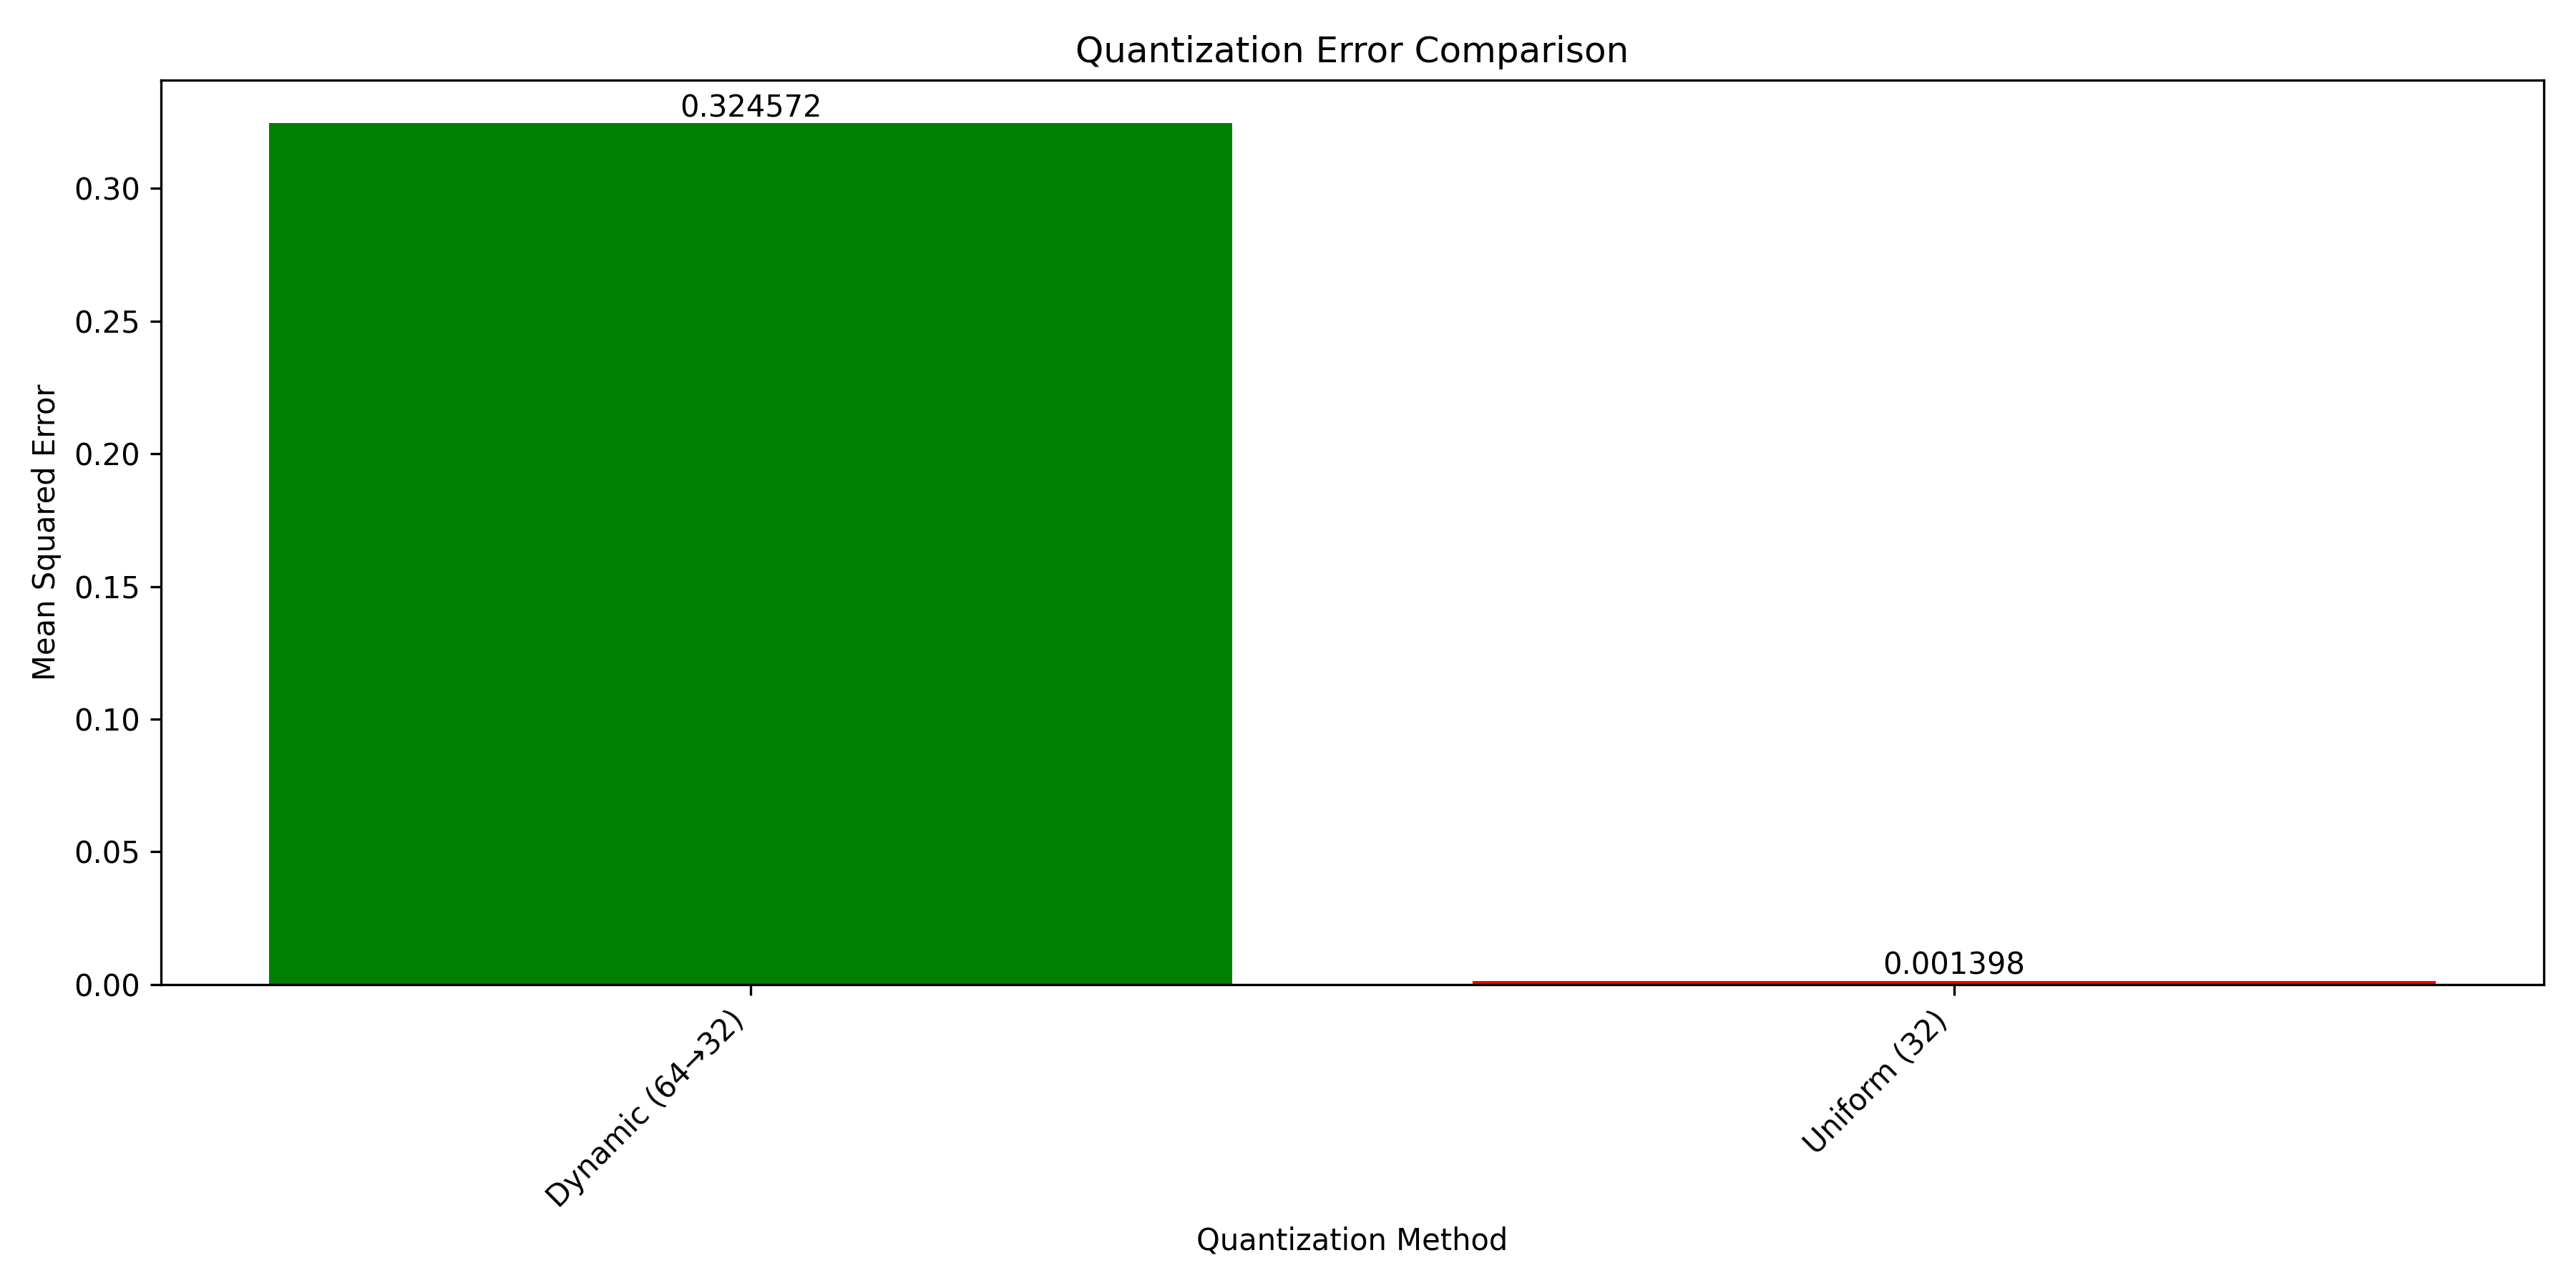 Quantization Error Comparison
0.324572
0.30
0.25
0.20
0.15
0.10
0.05
0.00
Mean Squared Error
0.001398
Dynamic (64→32)
Uniform (32)
Quantization Method